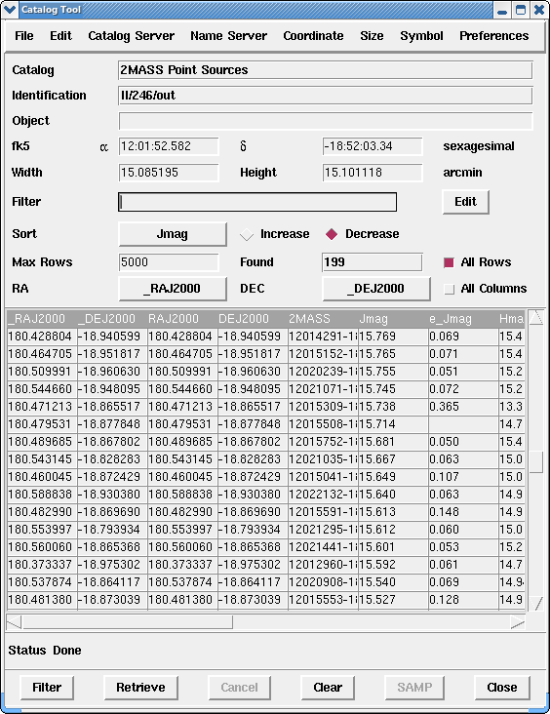 Catalog Tool
File Edit Catalog Server Name Server Coordinate Size Symbol Preferences
Catalog 2MASS Point Sources
Identification II/246/out
Object
fk5 α 12:01:52.582 δ -18:52:03.34 sexagesimal
Width 15.085195 Height 15.101118 arcmin
Filter Edit
Sort Jmag Increase Decrease
Max Rows 5000 Found 199 All Rows
RA _RAJ2000 DEC _DEJ2000 All Columns
_RAJ2000 _DEJ2000 RAJ2000 DEJ2000 2MASS Jmag e_Jmag Hma
180.428804 -18.940599 180.428804 -18.940599 12014291-1 15.769 0.069 15.4
180.464705 -18.951817 180.464705 -18.951817 12015152-1 15.765 0.071 15.4
180.509991 -18.960630 180.509991 -18.960630 12020239-1 15.755 0.051 15.2
180.544660 -18.948095 180.544660 -18.948095 12021071-1 15.745 0.072 15.2
180.471213 -18.865517 180.471213 -18.865517 12015309-1 15.738 0.365 13.3
180.479531 -18.877848 180.479531 -18.877848 12015508-1 15.714 14.7
180.489685 -18.867802 180.489685 -18.867802 12015752-1 15.681 0.050 15.4
180.543145 -18.828283 180.543145 -18.828283 12021035-1 15.667 0.063 15.0
180.460045 -18.872429 180.460045 -18.872429 12015041-1 15.649 0.107 15.0
180.588838 -18.930380 180.588838 -18.930380 12022132-1 15.640 0.063 14.9
180.482990 -18.869690 180.482990 -18.869690 12015591-1 15.613 0.148 14.9
180.553997 -18.793934 180.553997 -18.793934 12021295-1 15.612 0.060 15.0
180.560060 -18.865368 180.560060 -18.865368 12021441-1 15.601 0.053 15.2
180.373337 -18.975302 180.373337 -18.975302 12012960-1 15.592 0.061 14.7
180.537874 -18.864117 180.537874 -18.864117 12020908-1 15.540 0.069 14.9
180.481380 -18.873039 180.481380 -18.873039 12015553-1 15.527 0.128 14.9
Status Done
Filter Retrieve Cancel Clear SAMP Close